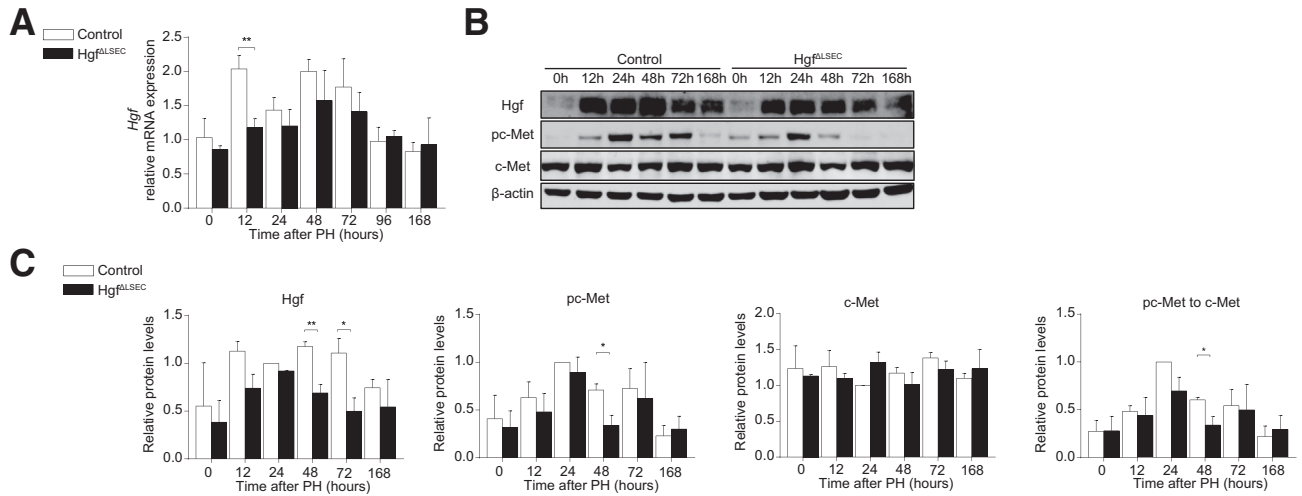 A
Control
Hgf^ΔLSEC
Hgf
relative mRNA expression
2.5
2.0
1.5
1.0
0.5
0.0
**
0 12 24 48 72 96 168
Time after PH (hours)
B
Control Hgf^ΔLSEC
0h 12h 24h 48h 72h 168h 0h 12h 24h 48h 72h 168h
Hgf
pc-Met
c-Met
β-actin
C
Control
Hgf^ΔLSEC
Hgf
Relative protein levels
1.5
1.0
0.5
0.0
** *
0 12 24 48 72 168
Time after PH (hours)
pc-Met
Relative protein levels
1.5
1.0
0.5
0.0
*
0 12 24 48 72 168
Time after PH (hours)
c-Met
Relative protein levels
2.0
1.5
1.0
0.5
0.0
0 12 24 48 72 168
Time after PH (hours)
pc-Met to c-Met
Relative protein levels
1.5
1.0
0.5
0.0
*
0 12 24 48 72 168
Time after PH (hours)